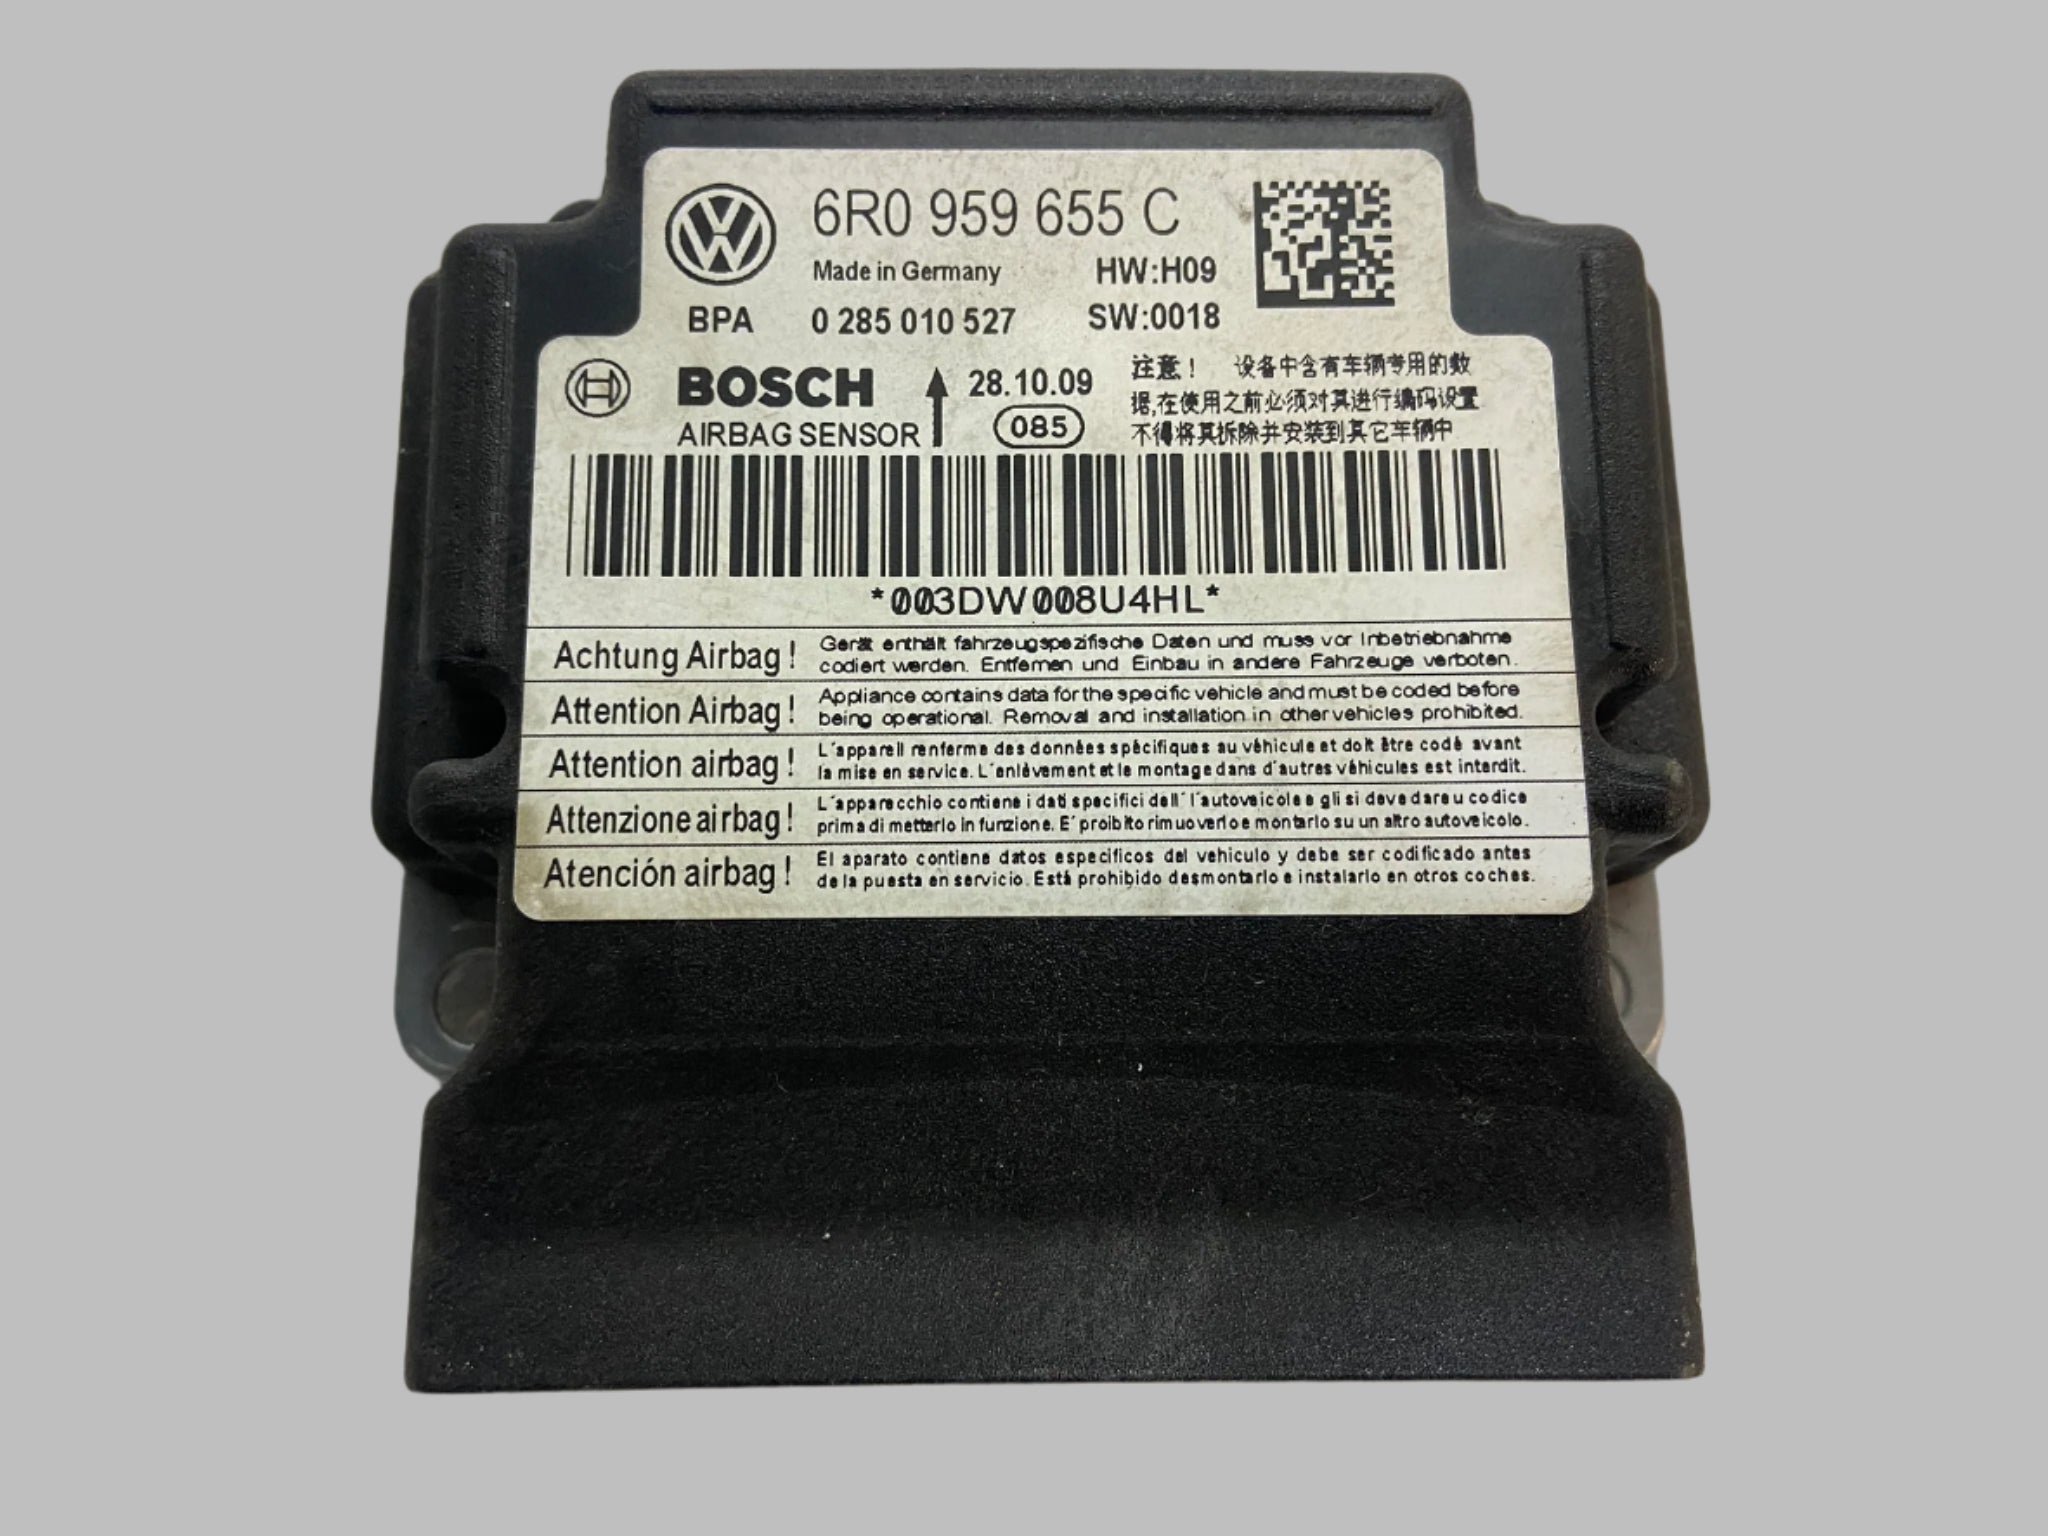 6R0 959 655 C
Made in Germany HW:H09
BPA 0 285 010 527 SW:0018
BOSCH
AIRBAG SENSOR
28.10.09
085
注意！ 设备中含有车辆专用的数
据,在使用之前必须对其进行编码设置
不得将其拆除并安装到其它车辆中
*003DW008U4HL*
Achtung Airbag !
Gerät enthält fahrzeugspezifische Daten und muss vor Inbetriebnahme
codiert werden. Entfernen und Einbau in andere Fahrzeuge verboten.
Attention Airbag !
Appliance contains data for the specific vehicle and must be coded before
being operational. Removal and installation in other vehicles prohibited.
Attention airbag !
L´appareil renferme des données spécifiques au véhicule et doit être codé avant
la mise en service. L´enlèvement et le montage dans d´autres véhicules est interdit.
Attenzione airbag !
L´apparecchio contiene i dati specifici dell´ l´autoveicolo e gli si deve dare u codice
prima di metterlo in funzione. E´ proibito rimuoverlo e montarlo su un altro autoveicolo.
Atención airbag !
El aparato contiene datos especificos del vehiculo y debe ser codificado antes
de la puesta en servicio. Está prohibido desmontarlo e instalarlo en otros coches.